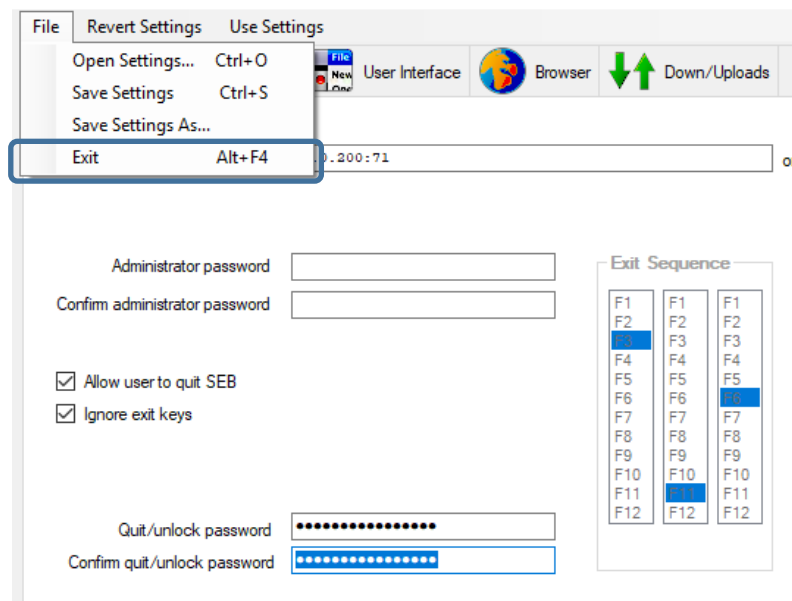 File Revert Settings Use Settings
Open Settings... Ctrl+O
Save Settings Ctrl+S
Save Settings As...
Exit Alt+F4
File
New
User Interface
Browser
Down/Uploads
.0.200:71
Administrator password
Confirm administrator password
Allow user to quit SEB
Ignore exit keys
Quit/unlock password
Confirm quit/unlock password
Exit Sequence
F1 F1 F1
F2 F2 F2
F3 F3 F3
F4 F4 F4
F5 F5 F5
F6 F6 F6
F7 F7 F7
F8 F8 F8
F9 F9 F9
F10 F10 F10
F11 F11 F11
F12 F12 F12